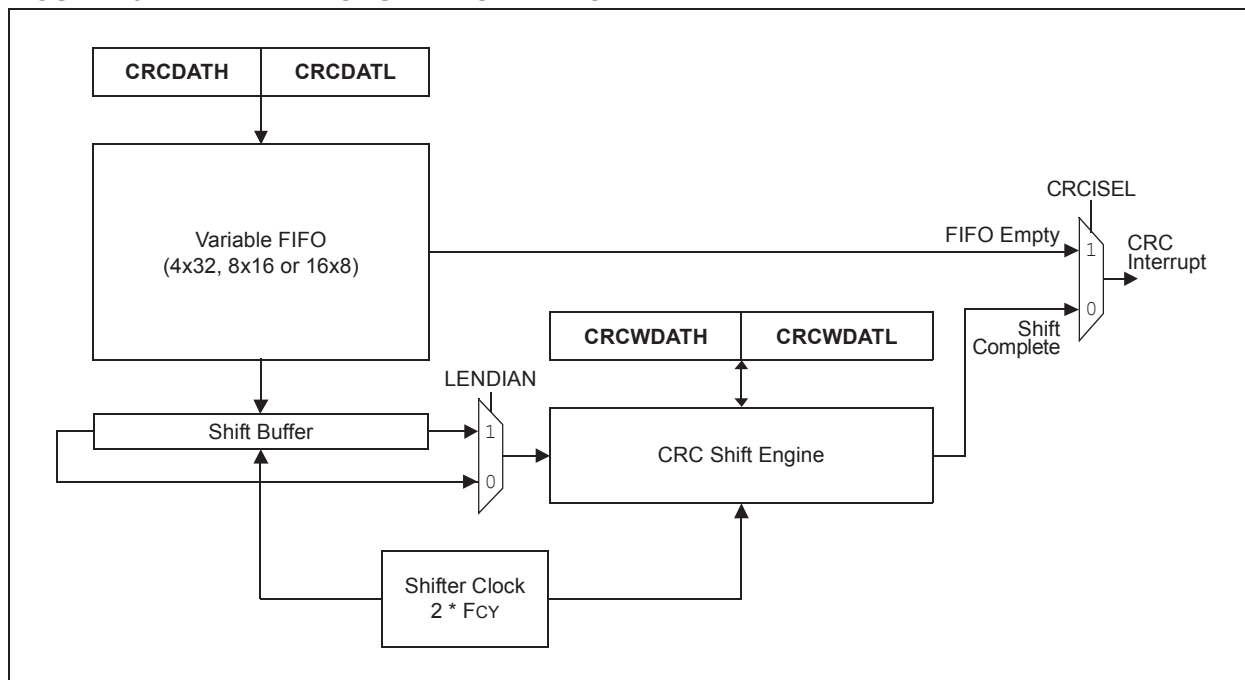 CRCDATH CRCDATL
Variable FIFO
(4x32, 8x16 or 16x8)
CRCISEL
FIFO Empty
1
CRC
Interrupt
0
Shift
Complete
CRCWDATH CRCWDATL
LENDIAN
Shift Buffer
1
0
CRC Shift Engine
Shifter Clock
2 * FCY